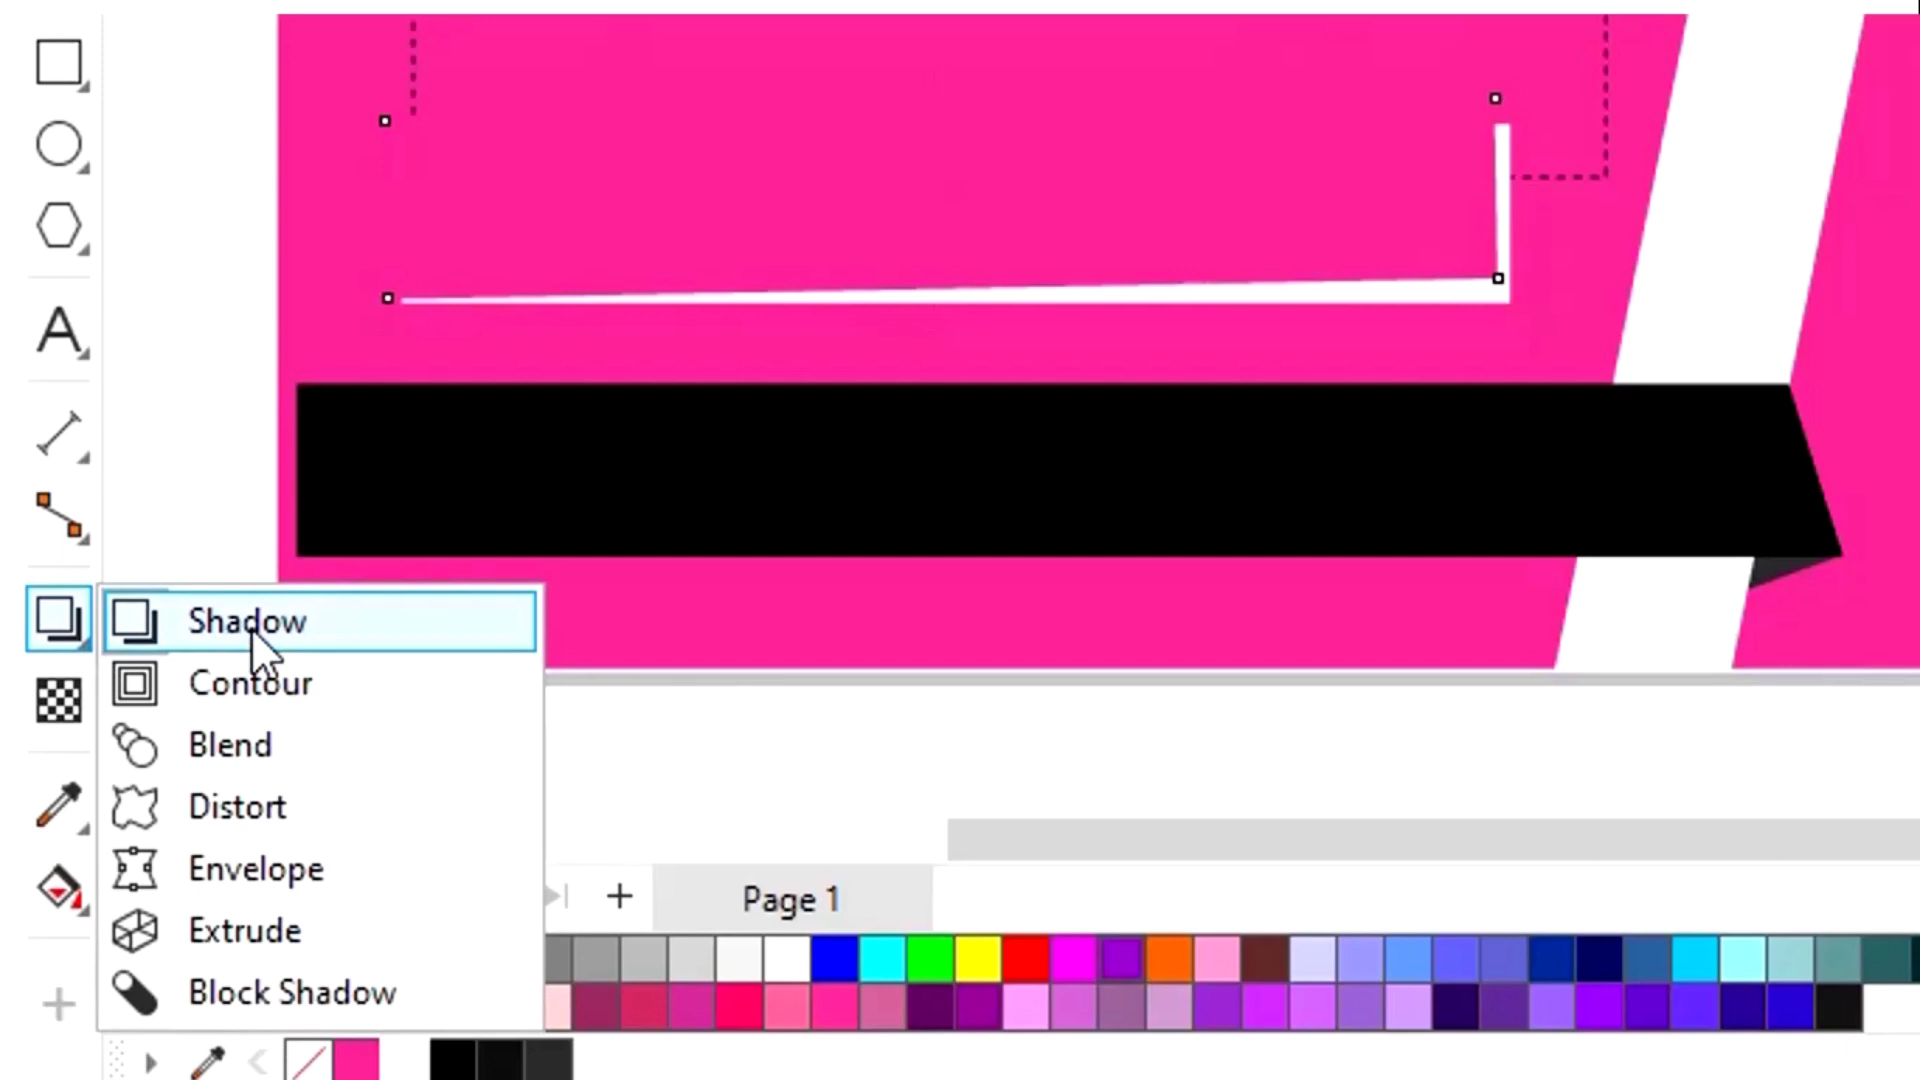 A
Shadow
Contour
Blend
Distort
Envelope
Extrude
Block Shadow
Page 1